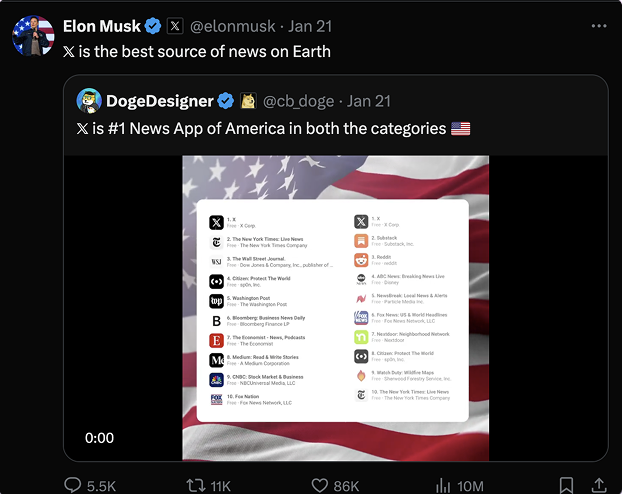 Elon Musk X @elonmusk · Jan 21
X is the best source of news on Earth
DogeDesigner @cb_doge · Jan 21
X is #1 News App of America in both the categories 🇺🇸
1. X
Free · X Corp.
2. The New York Times: Live News
Free · The New York Times Company
WSJ
3. The Wall Street Journal.
Free · Dow Jones & Company, Inc., publisher of ...
4. Citizen: Protect The World
Free · sp0n, Inc.
wp
5. Washington Post
Free · The Washington Post
B
6. Bloomberg: Business News Daily
Free · Bloomberg Finance LP
E
7. The Economist - News, Podcasts
Free · The Economist
M
8. Medium: Read & Write Stories
Free · A Medium Corporation
9. CNBC: Stock Market & Business
Free · NBCUniversal Media, LLC
FOX
10. Fox Nation
Free · Fox News Network, LLC
1. X
Free · X Corp.
2. Substack
Free · Substack, Inc.
3. Reddit
Free · reddit
4. ABC News: Breaking News Live
Free · Disney
5. NewsBreak: Local News & Alerts
Free · Particle Media Inc.
6. Fox News: US & World Headlines
Free · Fox News Network, LLC
7. Nextdoor: Neighborhood Network
Free · Nextdoor
8. Citizen: Protect The World
Free · sp0n, Inc.
9. Watch Duty: Wildfire Maps
Free · Sherwood Forestry Service, Inc.
10. The New York Times: Live News
Free · The New York Times Company
0:00
5.5K 11K 86K 10M